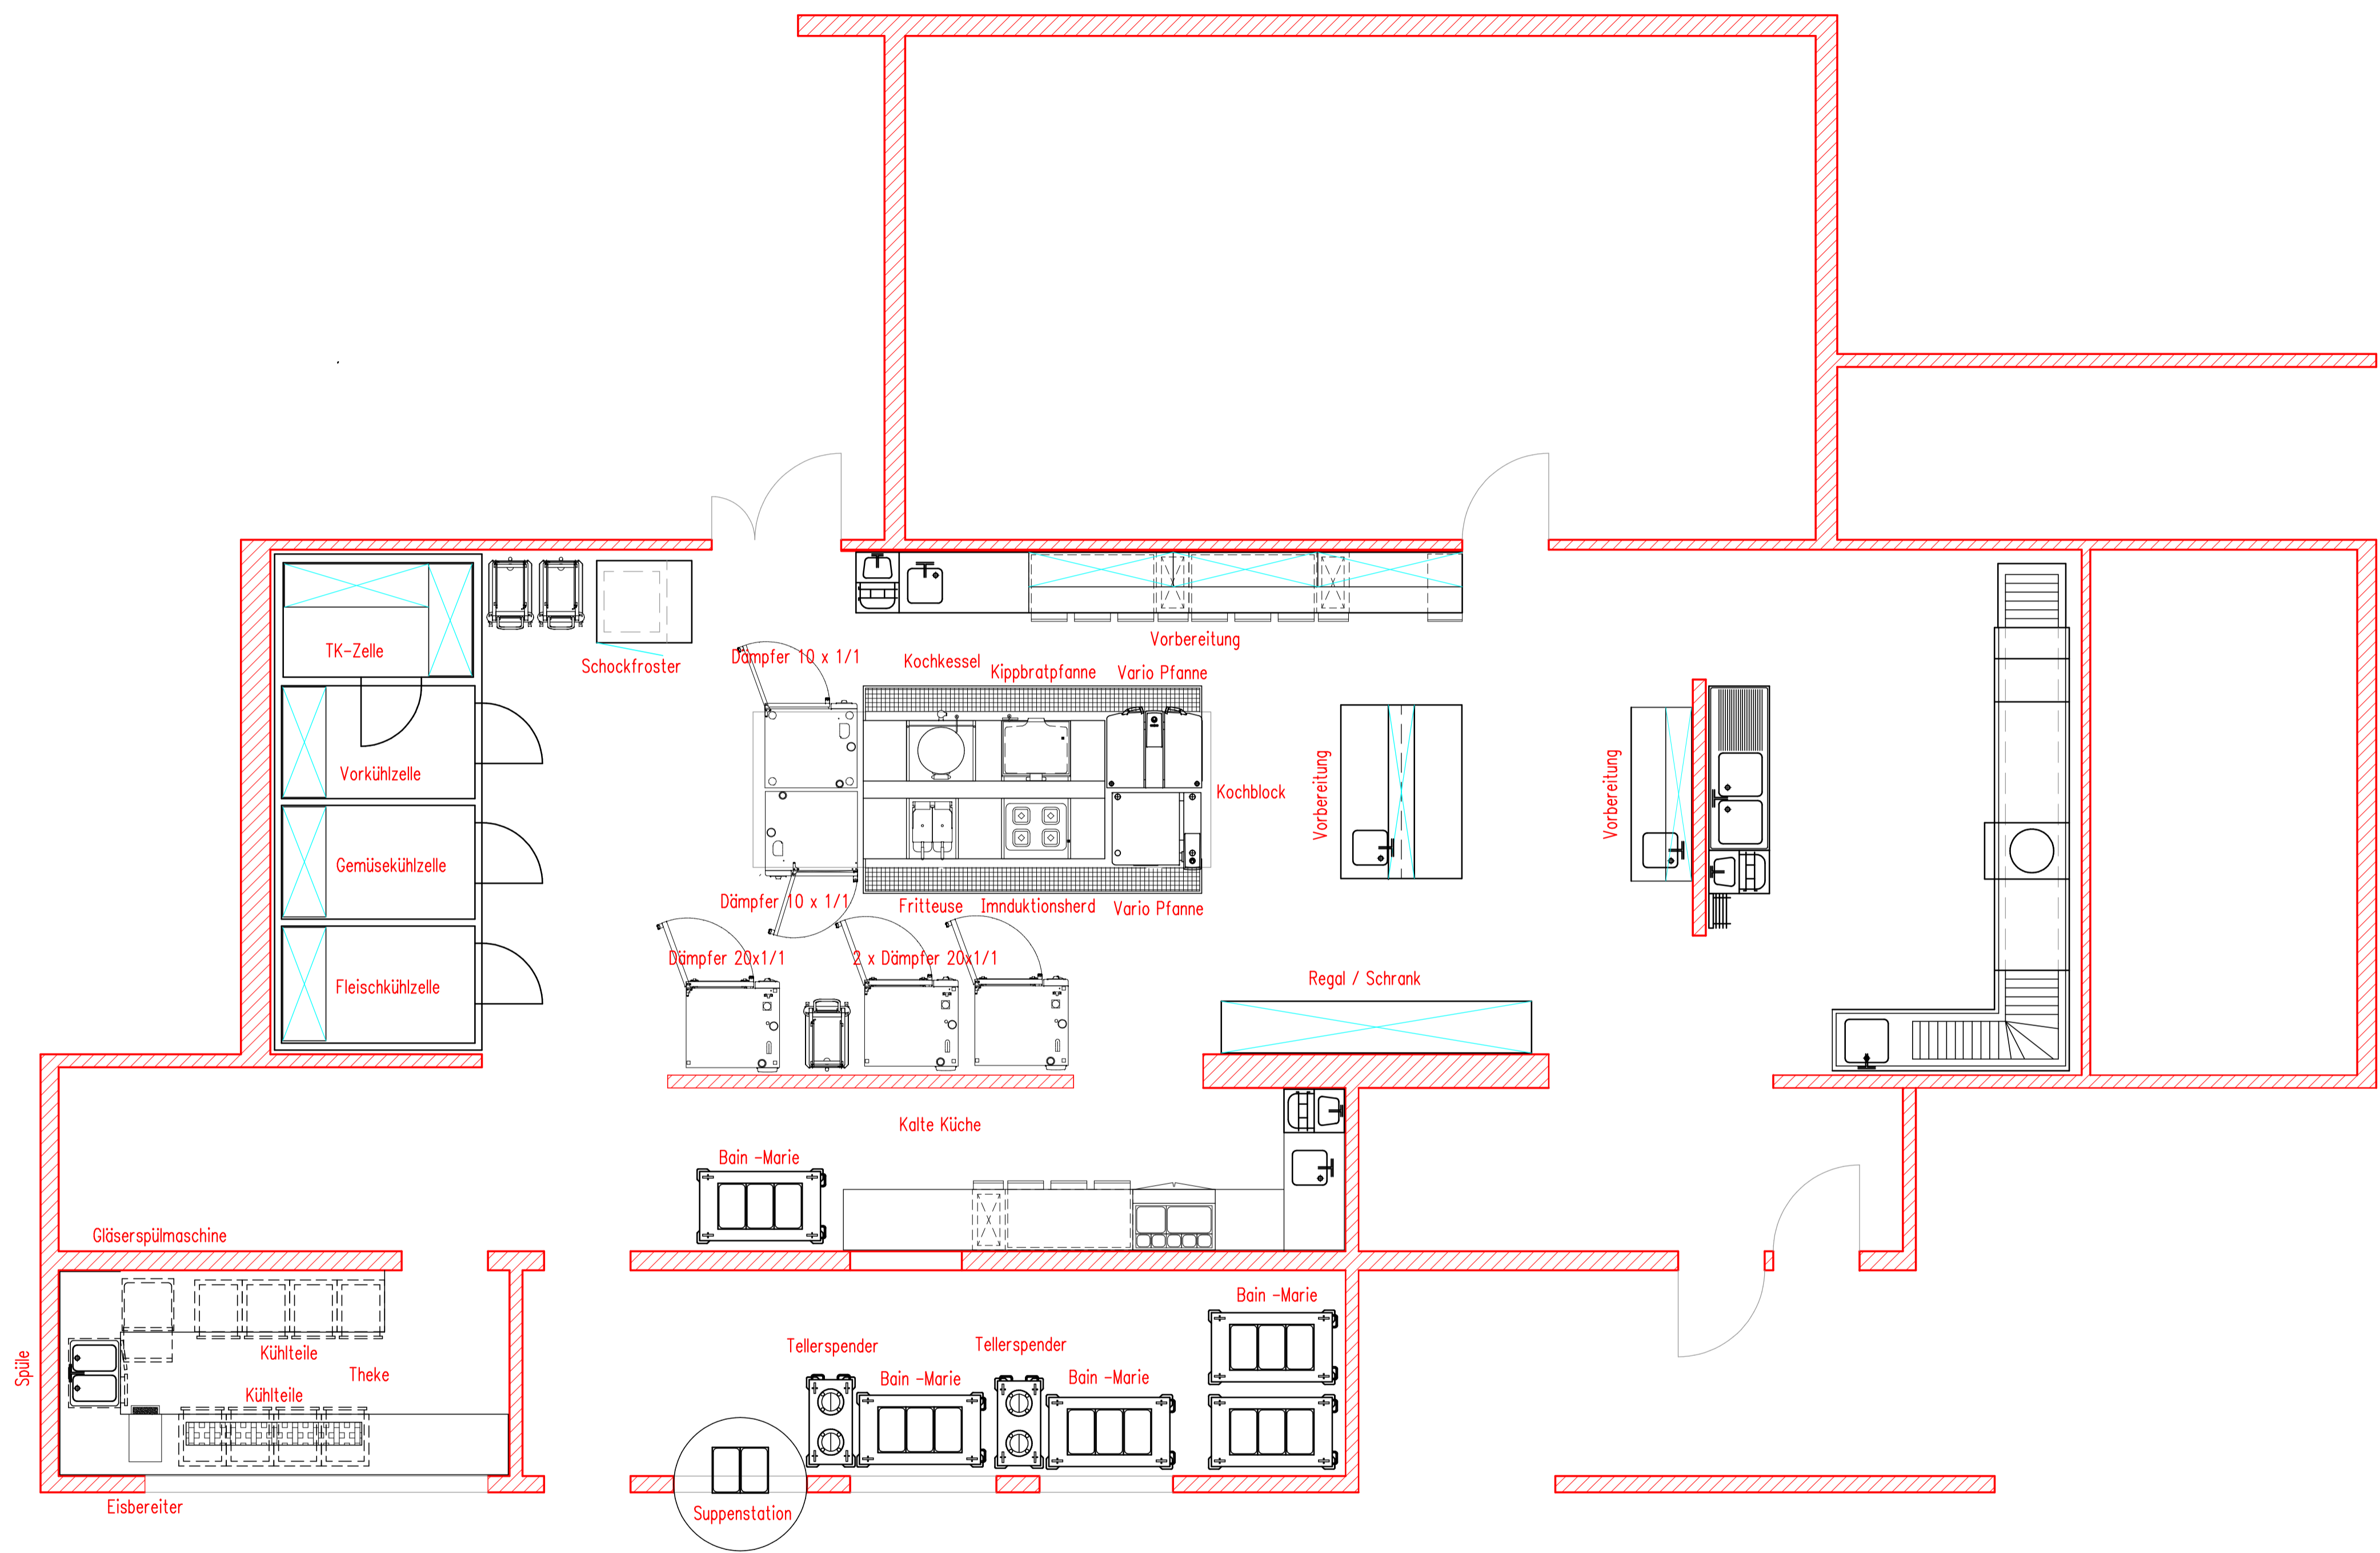 Vorbereitung
TK-Zelle
Schockfroster
Dämpfer 10 x 1/1
Kochkessel
Kippbratpfanne
Vario Pfanne
Vorkühlzelle
Kochblock
Vorbereitung
Vorbereitung
Gemüsekühlzelle
Dämpfer 10 x 1/1
Fritteuse
Imnduktionsherd
Vario Pfanne
Dämpfer 20x1/1
2 x Dämpfer 20x1/1
Fleischkühlzelle
Regal / Schrank
Kalte Küche
Bain -Marie
Gläserspülmaschine
Bain -Marie
Spüle
Kühlteile
Theke
Kühlteile
Tellerspender
Tellerspender
Bain -Marie
Bain -Marie
Eisbereiter
Suppenstation